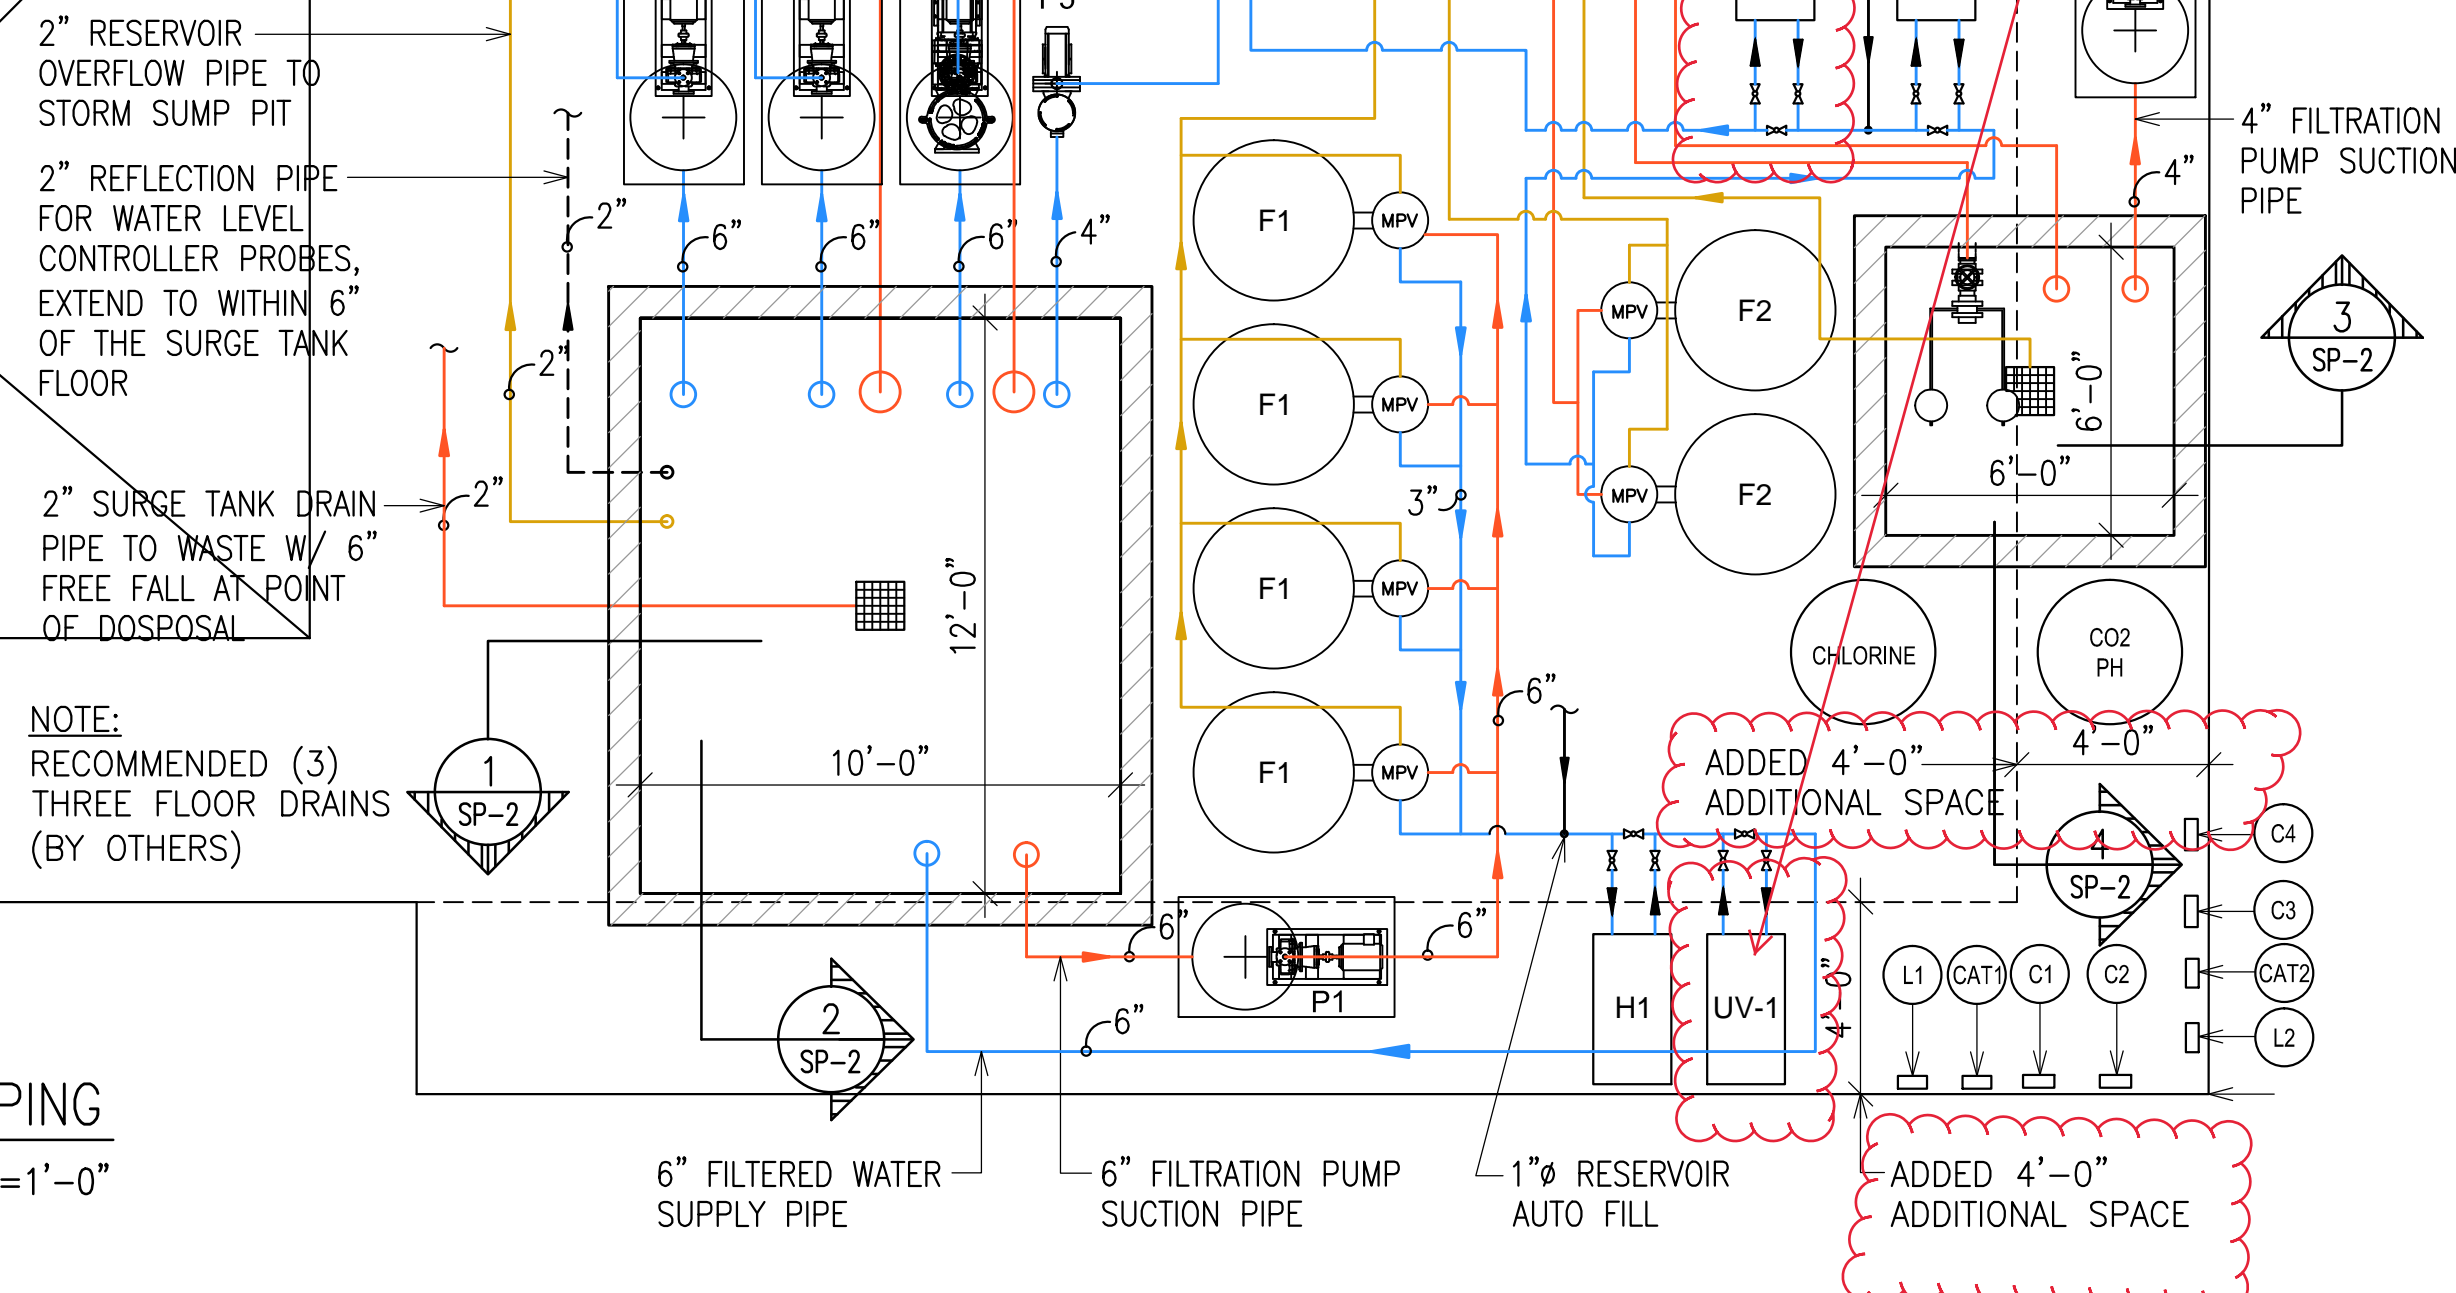 2” RESERVOIR
OVERFLOW PIPE TO
STORM SUMP PIT
2” REFLECTION PIPE
FOR WATER LEVEL
CONTROLLER PROBES,
EXTEND TO WITHIN 6”
OF THE SURGE TANK
FLOOR
2” SURGE TANK DRAIN
PIPE TO WASTE W/ 6”
FREE FALL AT POINT
OF DOSPOSAL
NOTE:
RECOMMENDED (3)
THREE FLOOR DRAINS
(BY OTHERS)
PING
=1’-0”
2”
2”
2”
6”
6”
6”
4”
12’-0”
10’-0”
1
SP-2
2
SP-2
F1
MPV
F1
MPV
F1
MPV
F1
MPV
3”
6”
MPV
F2
MPV
F2
4” FILTRATION
PUMP SUCTION
PIPE
4”
6’-0”
6’-0”
3
SP-2
CHLORINE
CO2
PH
ADDED 4’-0”
ADDITIONAL SPACE
4’-0”
4
SP-2
C4
C3
CAT2
L2
L1
CAT1
C1
C2
6”
6”
P1
6”
H1
UV-1
4’-0”
6” FILTERED WATER
SUPPLY PIPE
6” FILTRATION PUMP
SUCTION PIPE
1”ø RESERVOIR
AUTO FILL
ADDED 4’-0”
ADDITIONAL SPACE